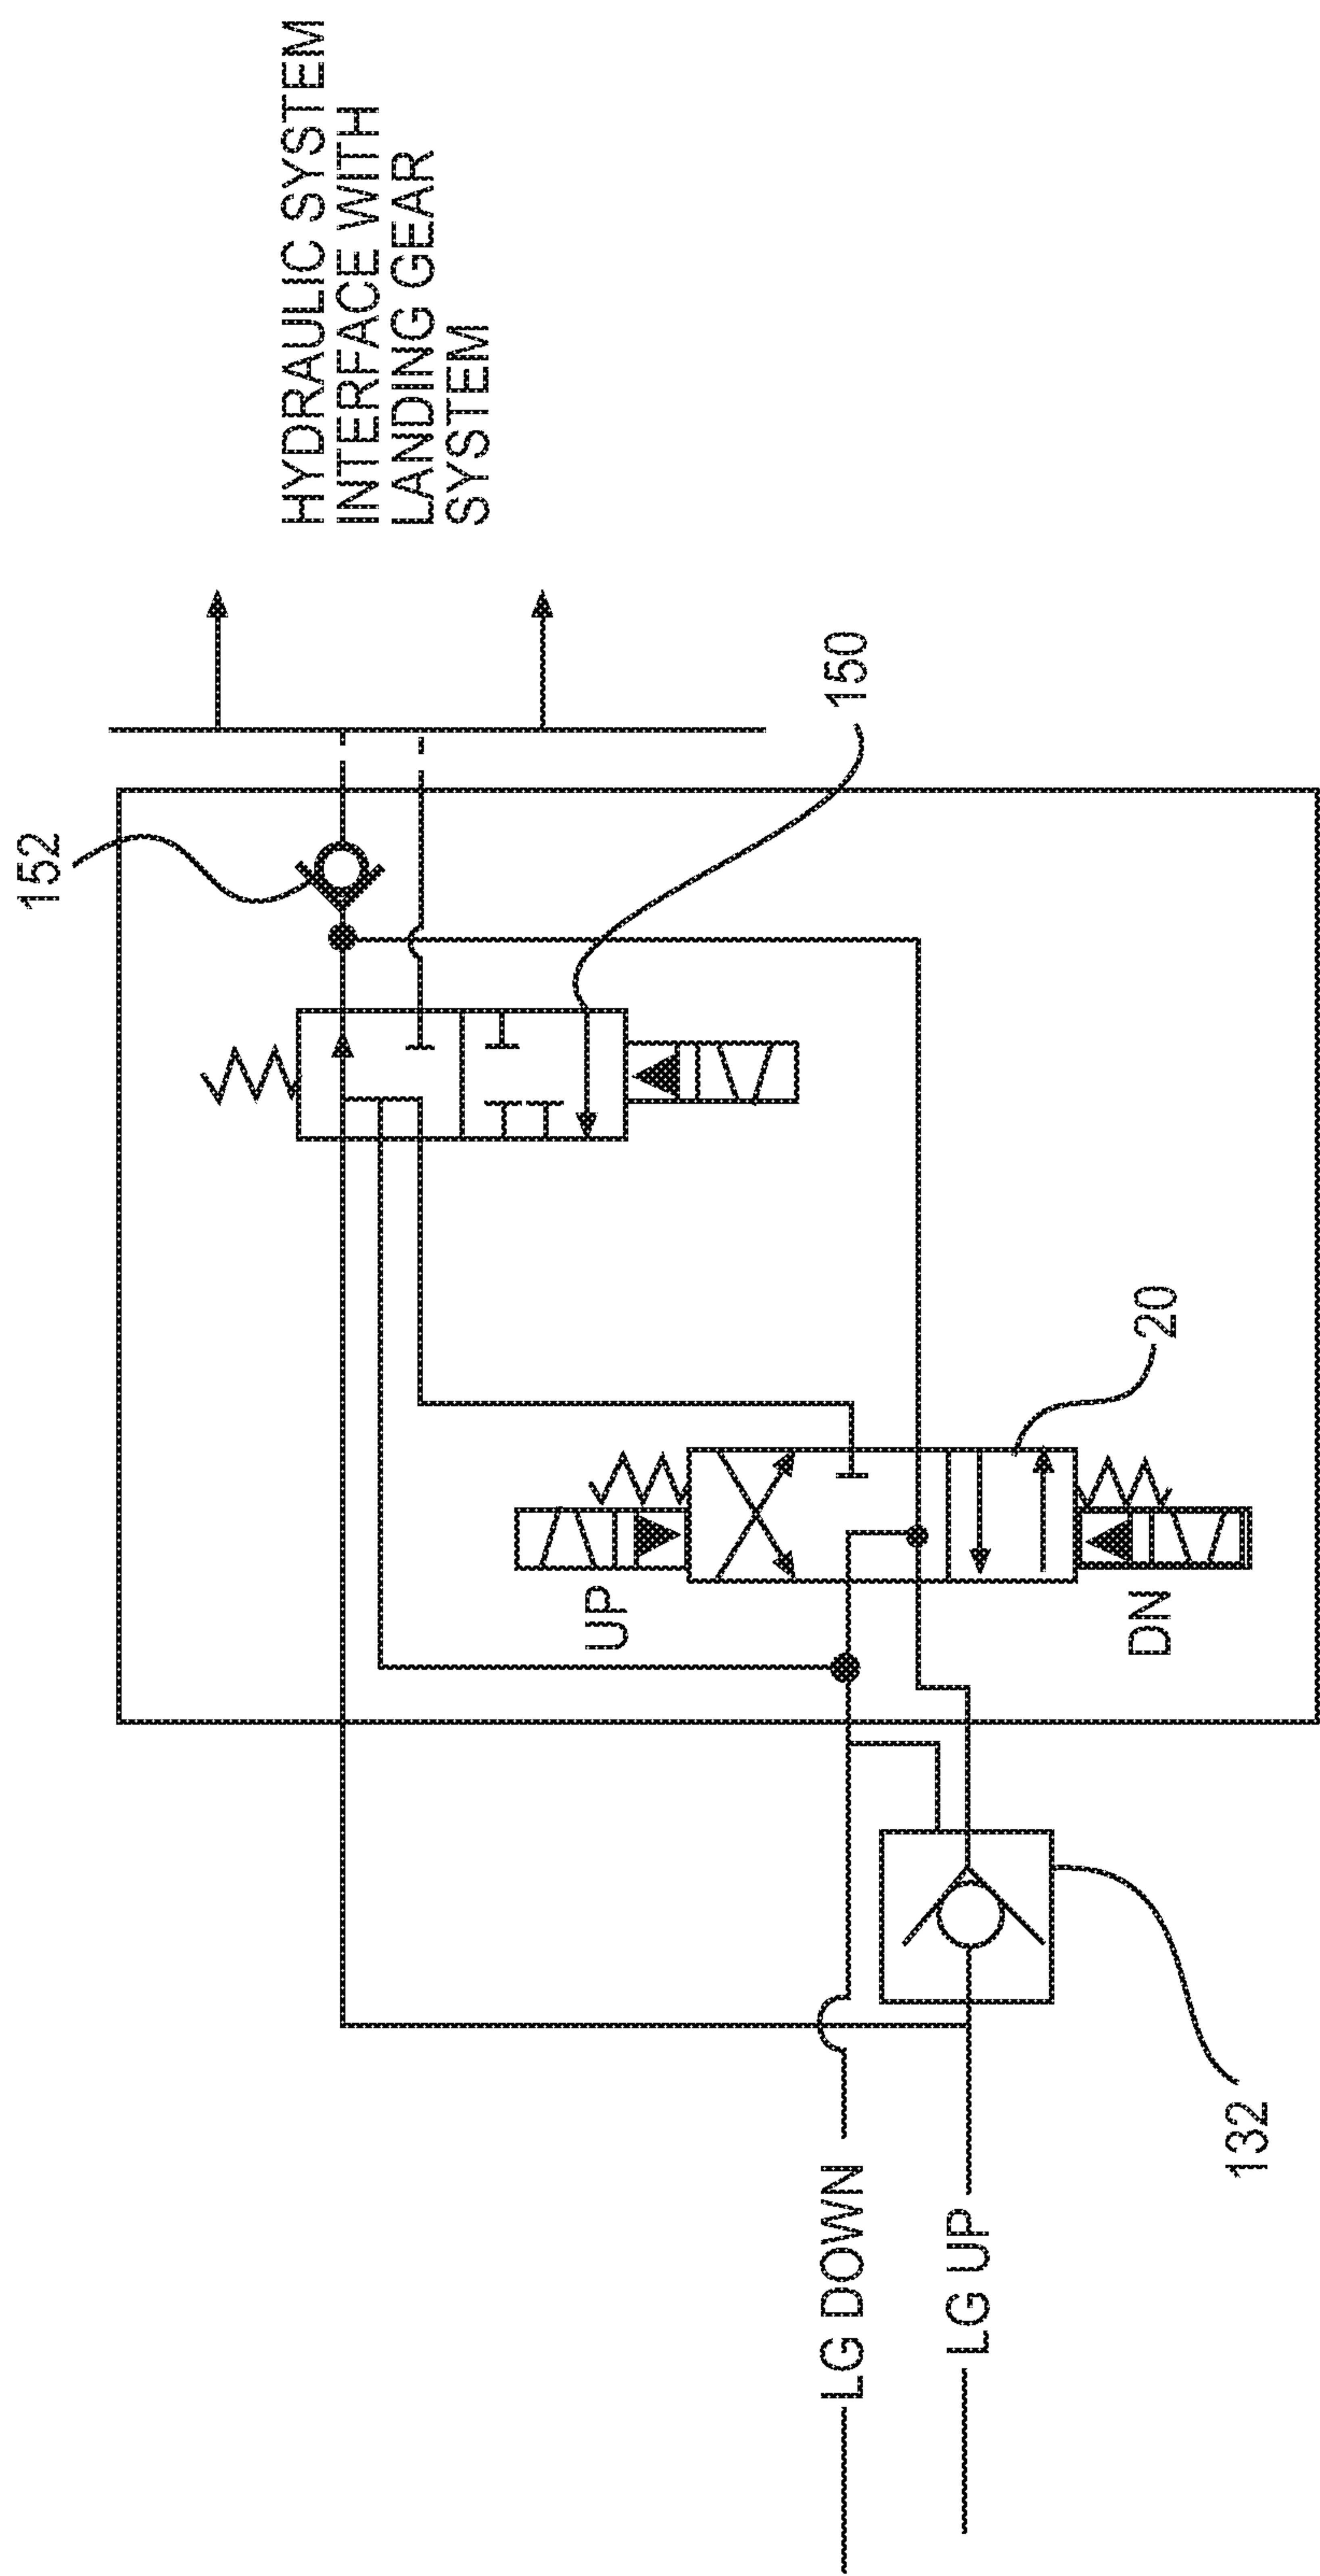 HYDRAULIC SYSTEM
INTERFACE WITH
LANDING GEAR
SYSTEM
152
150
20
UP
DN
132
LG DOWN
LG UP